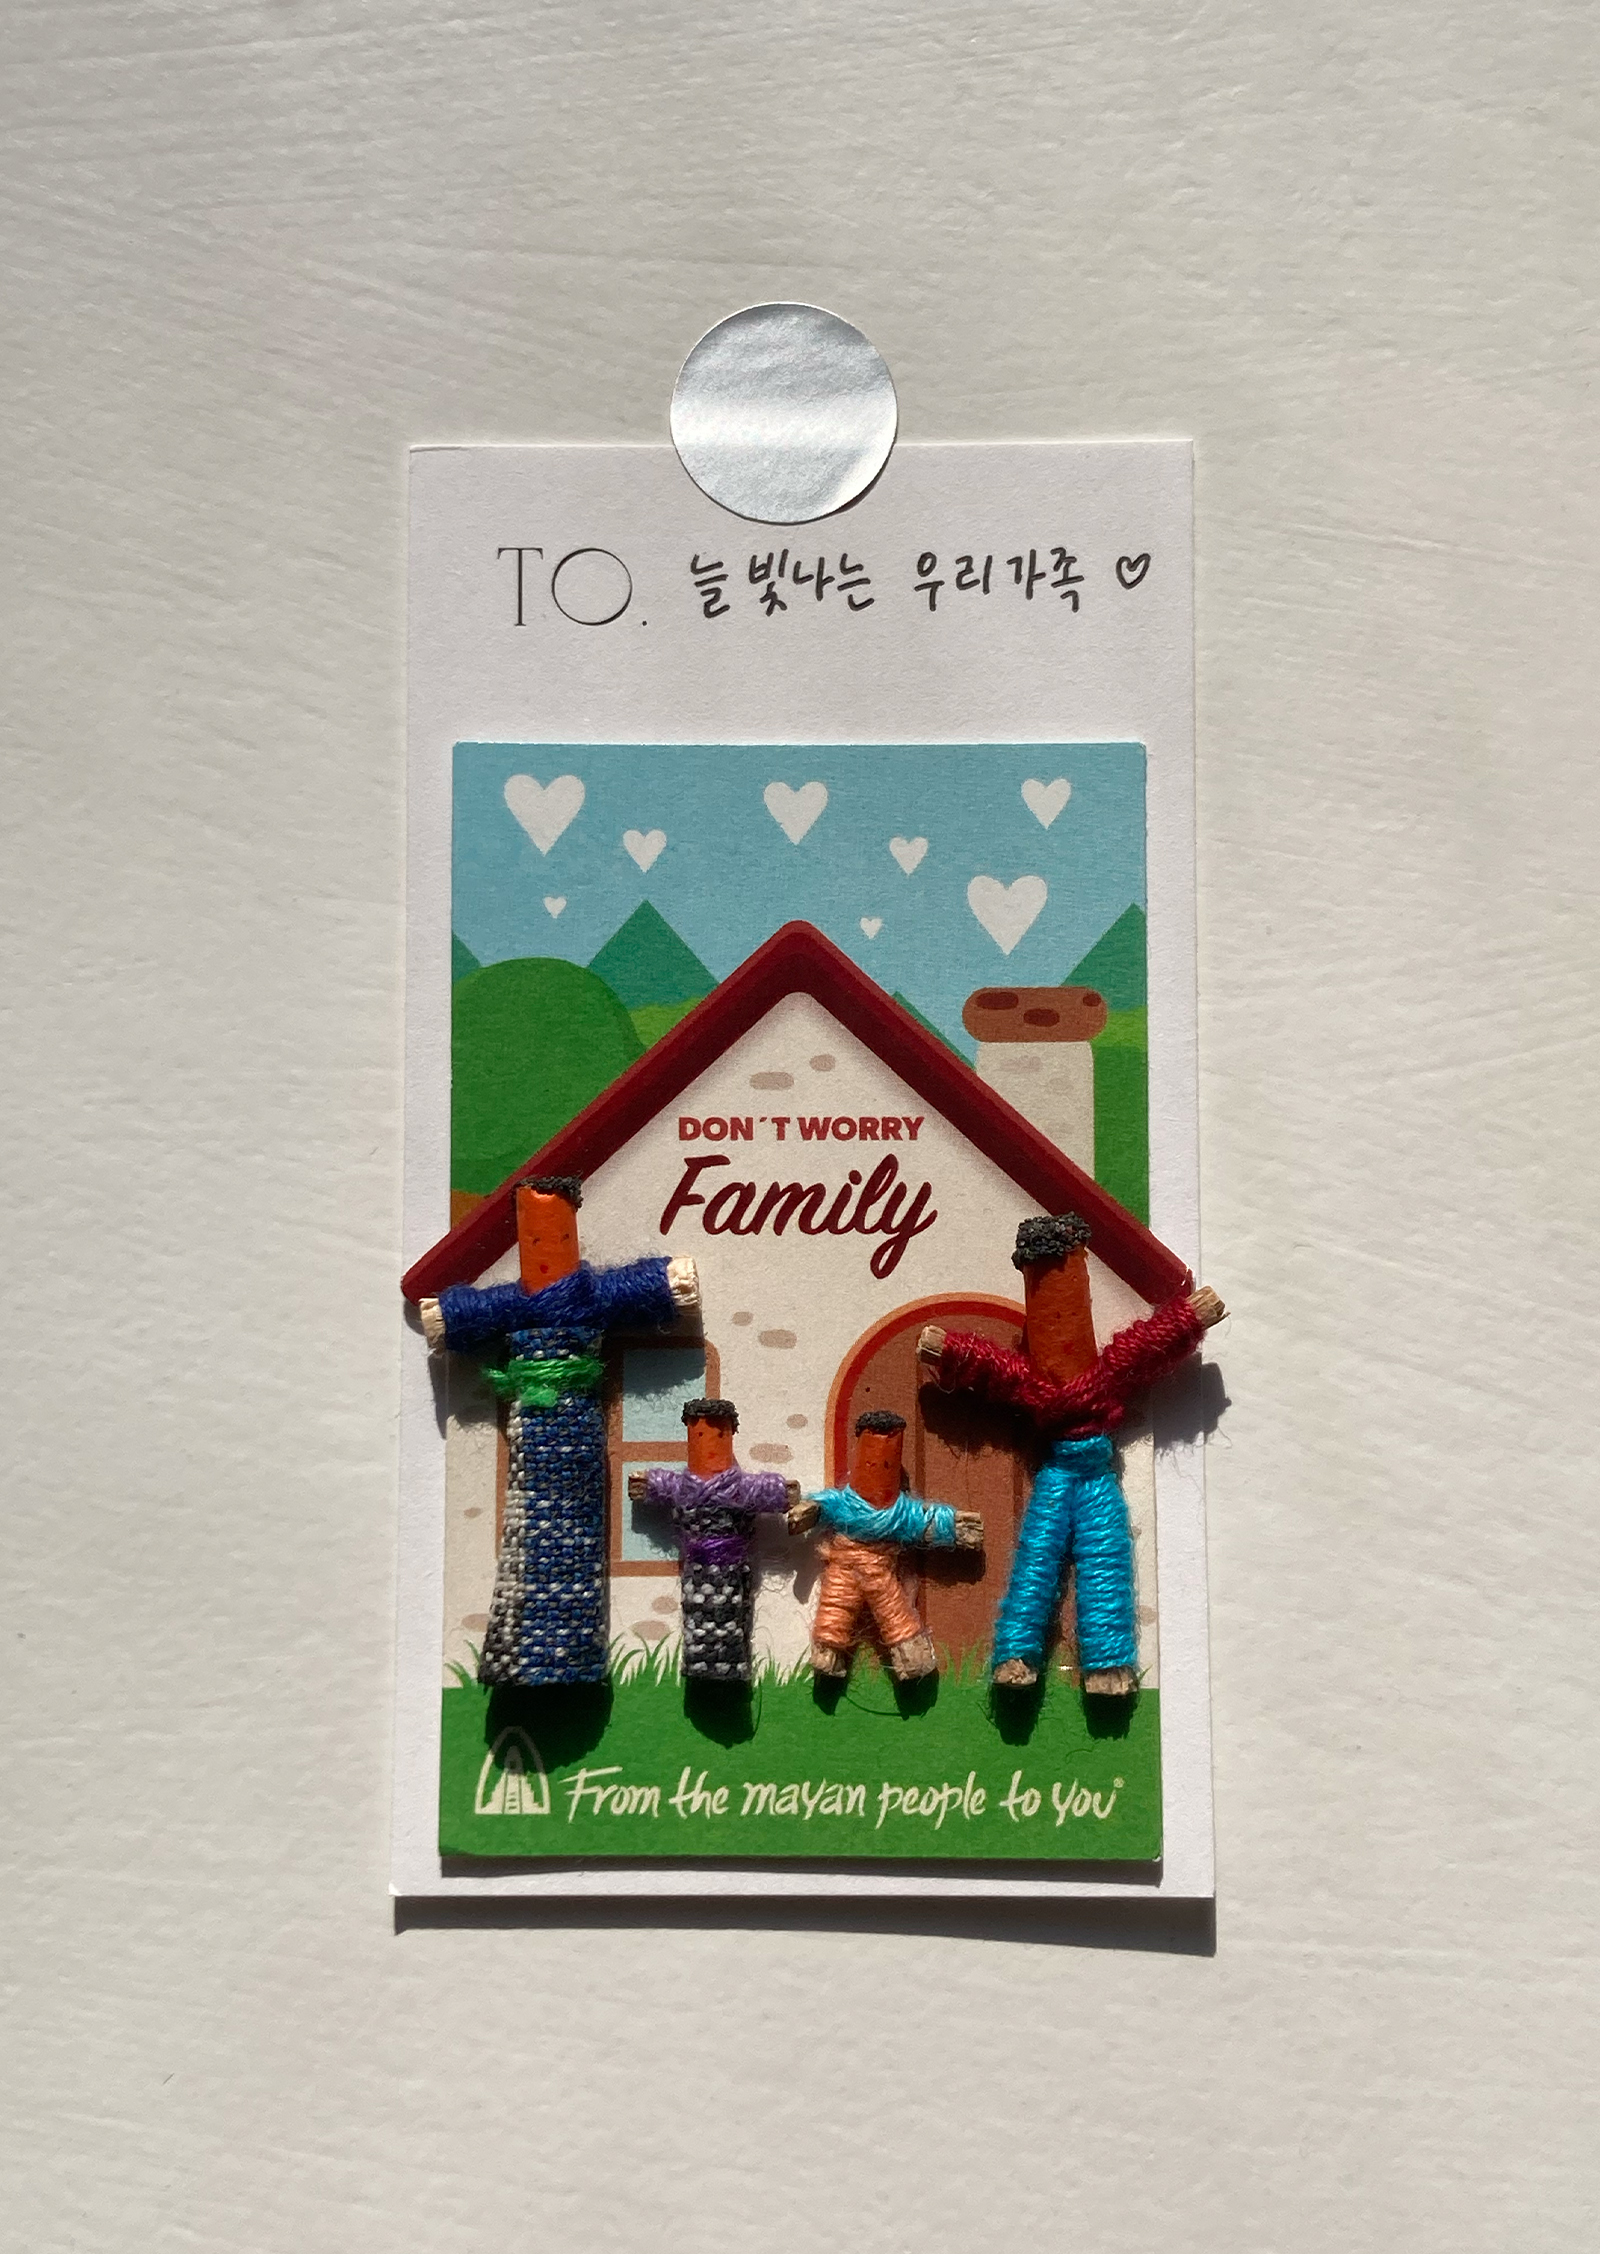 TO. 늘 빛나는 우리가족 ♡
DON´T WORRY
Family
From the mayan people to you®